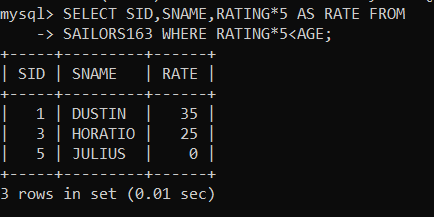 mysql> SELECT SID,SNAME,RATING*5 AS RATE FROM
    -> SAILORS163 WHERE RATING*5<AGE;
+-----+---------+------+
| SID | SNAME   | RATE |
+-----+---------+------+
|   1 | DUSTIN  |   35 |
|   3 | HORATIO |   25 |
|   5 | JULIUS  |    0 |
+-----+---------+------+
3 rows in set (0.01 sec)